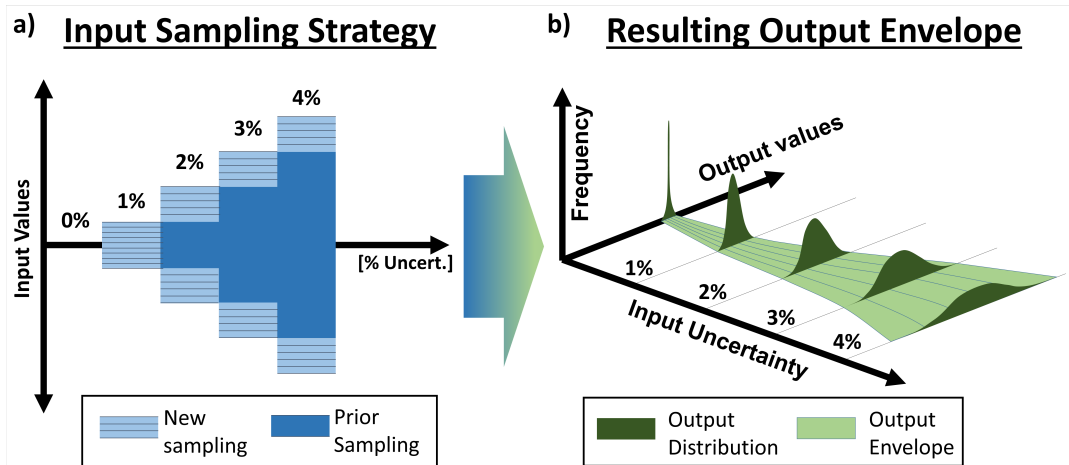 a) Input Sampling Strategy
Input Values
0%
1%
2%
3%
4%
[% Uncert.]
New
sampling
Prior
Sampling
b) Resulting Output Envelope
Frequency
Output values
1%
2%
3%
4%
Input Uncertainty
Output
Distribution
Output
Envelope